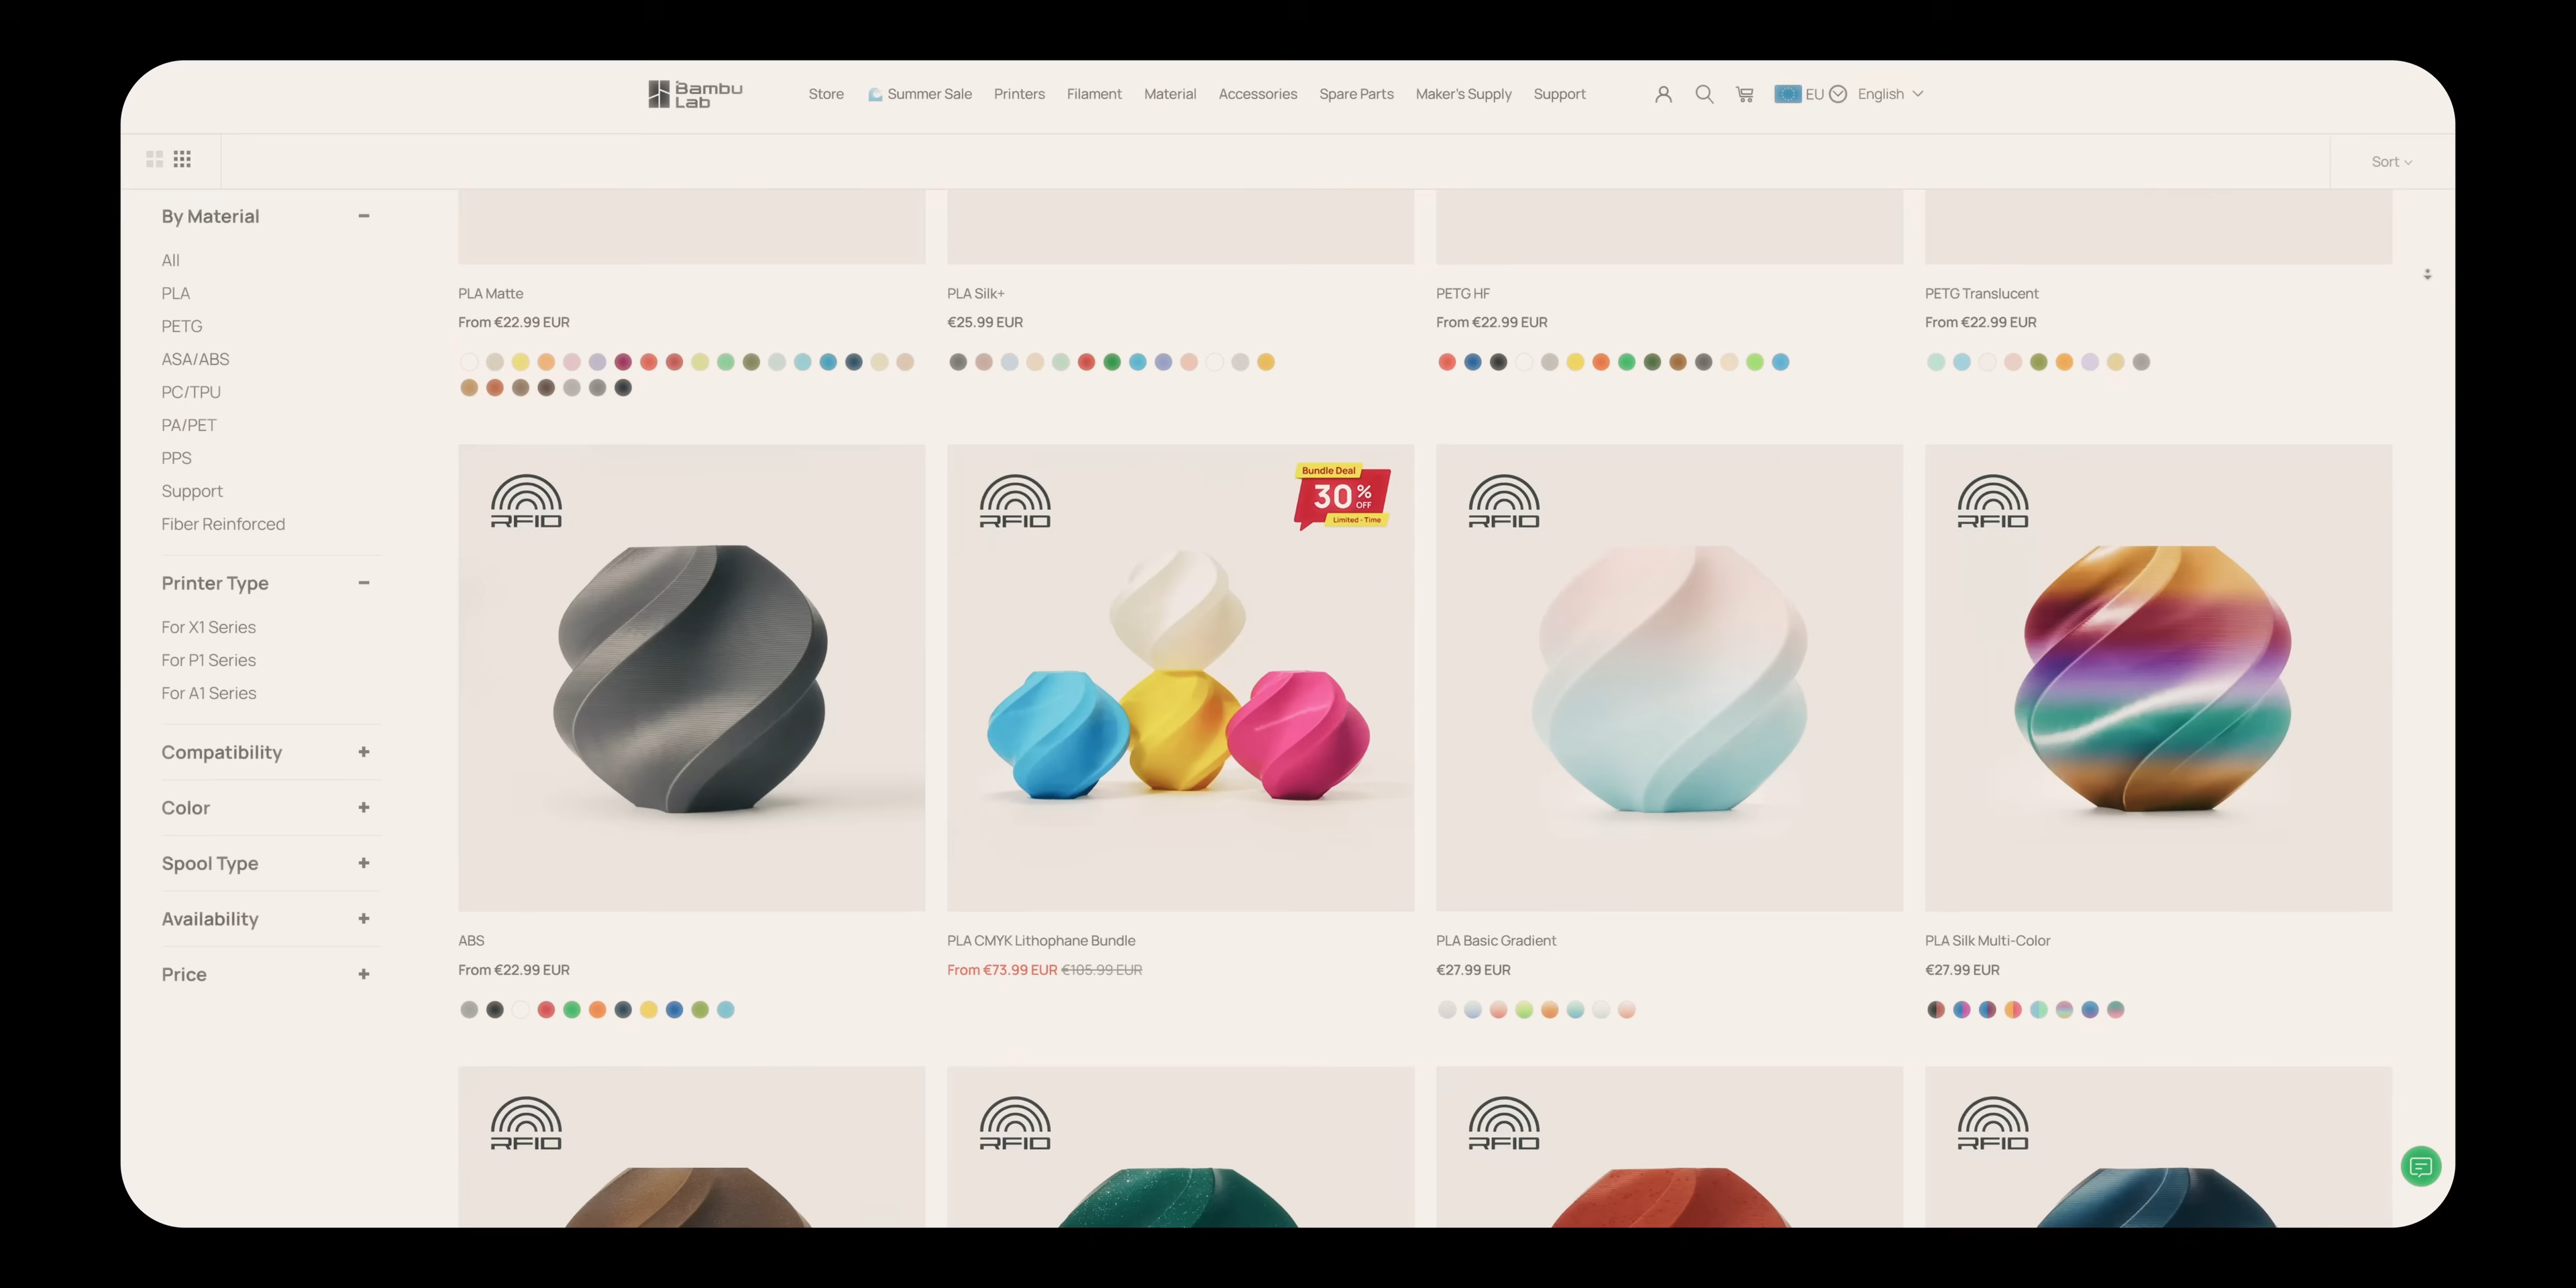 Bambu Lab
Store Summer Sale Printers Filament Material Accessories Spare Parts Maker's Supply Support EU English
Sort
By Material
All
PLA
PETG
ASA/ABS
PC/TPU
PA/PET
PPS
Support
Fiber Reinforced
Printer Type
For X1 Series
For P1 Series
For A1 Series
Compatibility
Color
Spool Type
Availability
Price
PLA Matte
From €22.99 EUR
PLA Silk+
€25.99 EUR
PETG HF
From €22.99 EUR
PETG Translucent
From €22.99 EUR
RFID
ABS
From €22.99 EUR
RFID
Bundle Deal
30% OFF
Limited - Time
PLA CMYK Lithophane Bundle
From €73.99 EUR €105.99 EUR
RFID
PLA Basic Gradient
€27.99 EUR
RFID
PLA Silk Multi-Color
€27.99 EUR
RFID
RFID
RFID
RFID